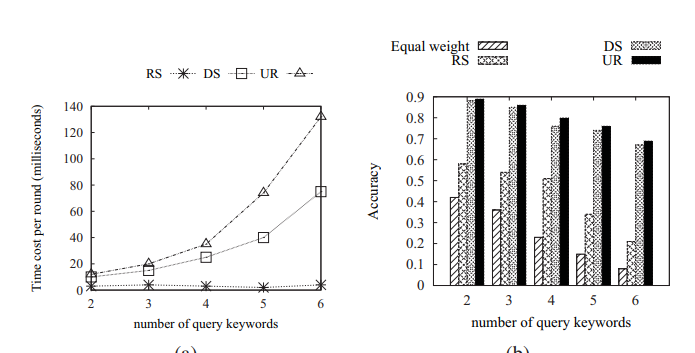 RS DS UR
Time cost per round (milliseconds)
140
120
100
80
60
40
20
0
2 3 4 5 6
number of query keywords
(a)
Equal weight DS
RS UR
Accuracy
0.9
0.8
0.7
0.6
0.5
0.4
0.3
0.2
0.1
0
2 3 4 5 6
number of query keywords
(b)